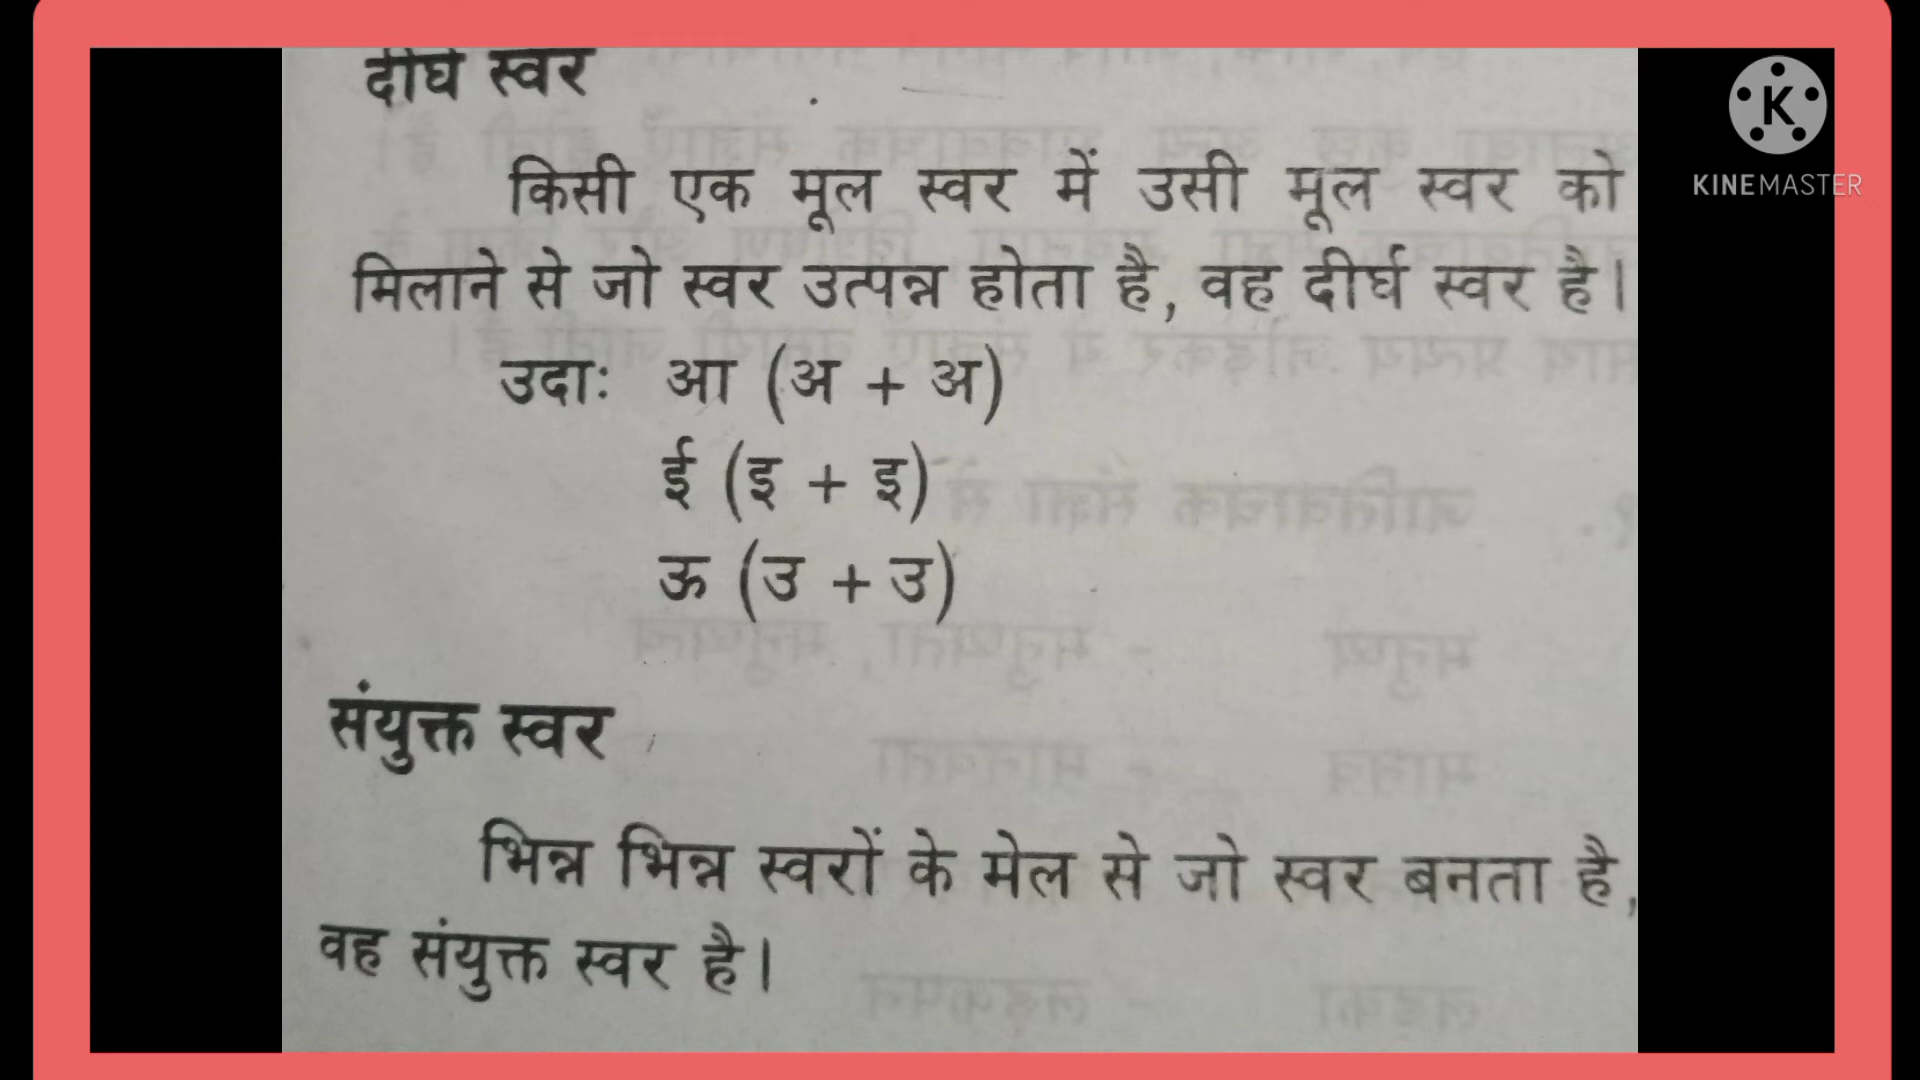 दीर्घ स्वर
किसी एक मूल स्वर में उसी मूल स्वर को
मिलाने से जो स्वर उत्पन्न होता है, वह दीर्घ स्वर है।
उदाः आ (अ + अ)
ई (इ + इ)
ऊ (उ + उ)
संयुक्त स्वर
भिन्न भिन्न स्वरों के मेल से जो स्वर बनता है,
वह संयुक्त स्वर है।
K
KINEMASTER